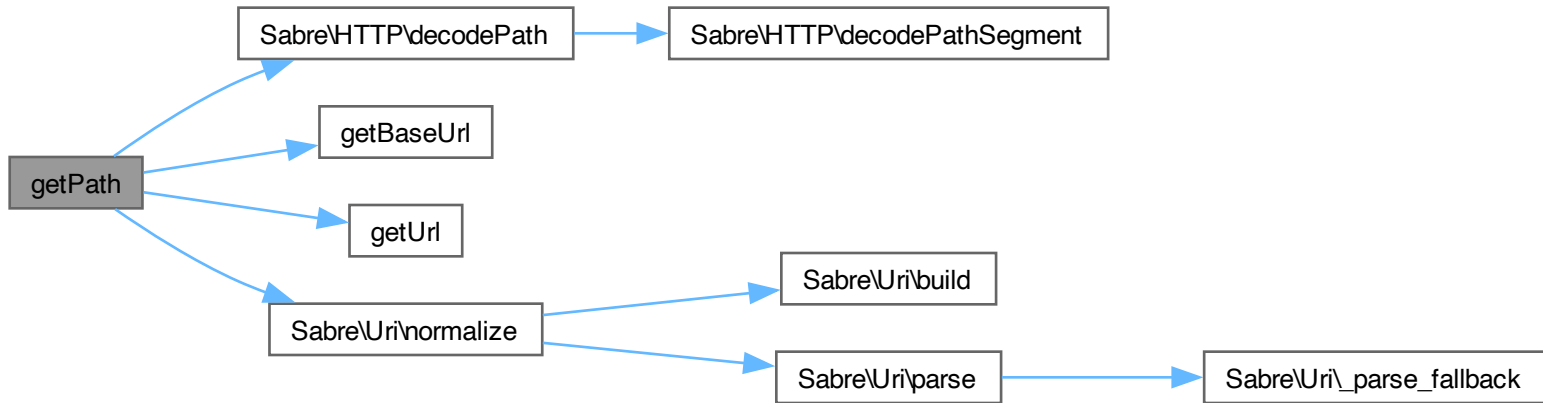 Sabre\HTTP\decodePath
Sabre\HTTP\decodePathSegment
getBaseUrl
getPath
getUrl
Sabre\Uri\build
Sabre\Uri\normalize
Sabre\Uri\parse
Sabre\Uri\_parse_fallback